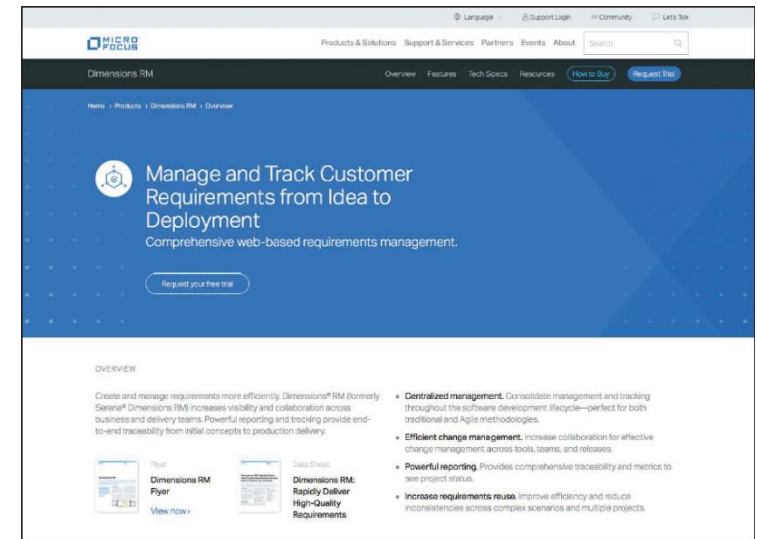 Language
Support Login
Community
Let's Talk
MICRO
FOCUS
Products & Solutions Support & Services Partners Events About Search
Dimensions RM
Overview Features Tech Specs Resources How to Buy Request Trial
Home › Products › Dimensions RM › Overview
Manage and Track Customer
Requirements from Idea to
Deployment
Comprehensive web-based requirements management.
Request your free trial
OVERVIEW
Create and manage requirements more efficiently. Dimensions® RM (formerly
Serena® Dimensions RM) increases visibility and collaboration across
business and delivery teams. Powerful reporting and tracking provide end-
to-end traceability from initial concepts to production delivery.
Flyer
Dimensions RM
Flyer
View now ›
Data Sheet
Dimensions RM:
Rapidly Deliver
High-Quality
Requirements
• Centralized management. Consolidate management and tracking
throughout the software development lifecycle—perfect for both
traditional and Agile methodologies.
• Efficient change management. Increase collaboration for effective
change management across tools, teams, and releases.
• Powerful reporting. Provides comprehensive traceability and metrics to
see project status.
• Increase requirements reuse. Improve efficiency and reduce
inconsistencies across complex scenarios and multiple projects.